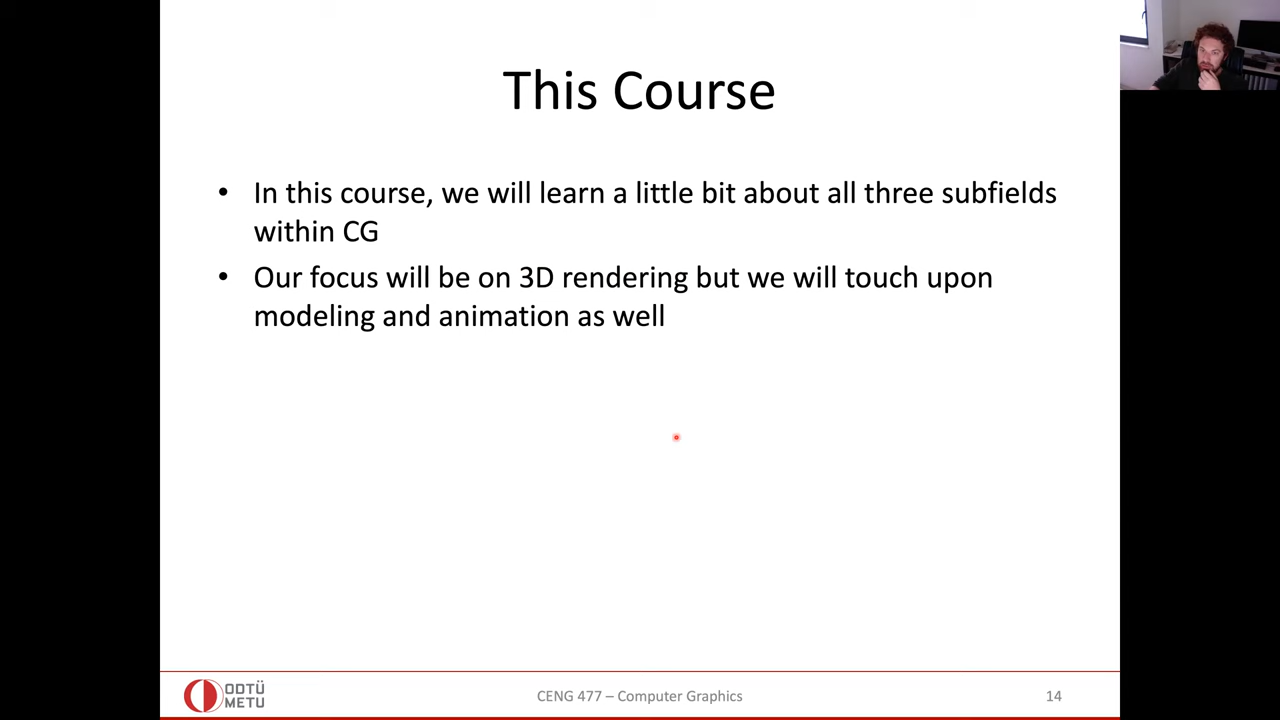 This Course
• In this course, we will learn a little bit about all three subfields
within CG
• Our focus will be on 3D rendering but we will touch upon
modeling and animation as well
ODTÜ
METU
CENG 477 – Computer Graphics
14